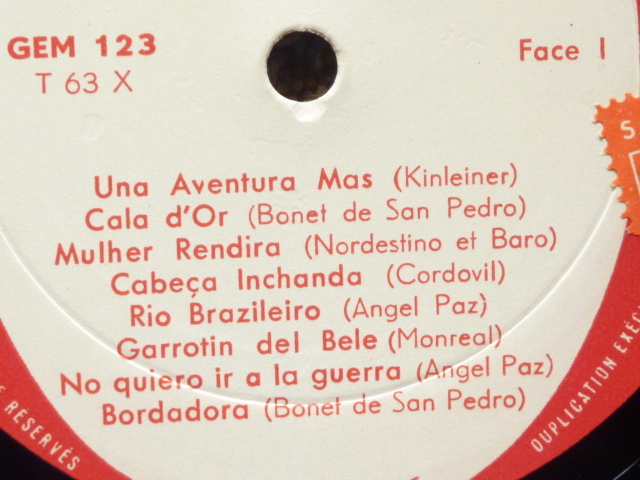 GEM 123
T 63 X
Face I
S
Una Aventura Mas (Kinleiner)
Cala d'Or (Bonet de San Pedro)
Mulher Rendira (Nordestino et Baro)
Cabeça Inchanda (Cordovil)
Rio Brazileiro (Angel Paz)
Garrotin del Bele (Monreal)
No quiero ir a la guerra (Angel Paz)
Bordadora (Bonet de San Pedro)
RESERVÉS
DUPLICATION